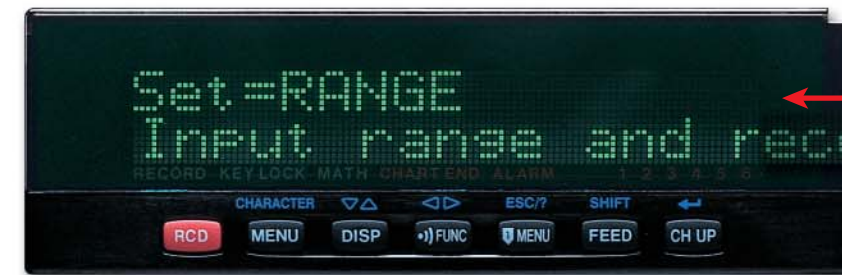 Set=RANGE
Input range and reco
RECORD KEYLOCK MATH CHART END ALARM 1 2 3 4 5 6
CHARACTER ▽△ ◁▷ ESC/? SHIFT ↵
RCD MENU DISP •)) FUNC MENU FEED CH UP